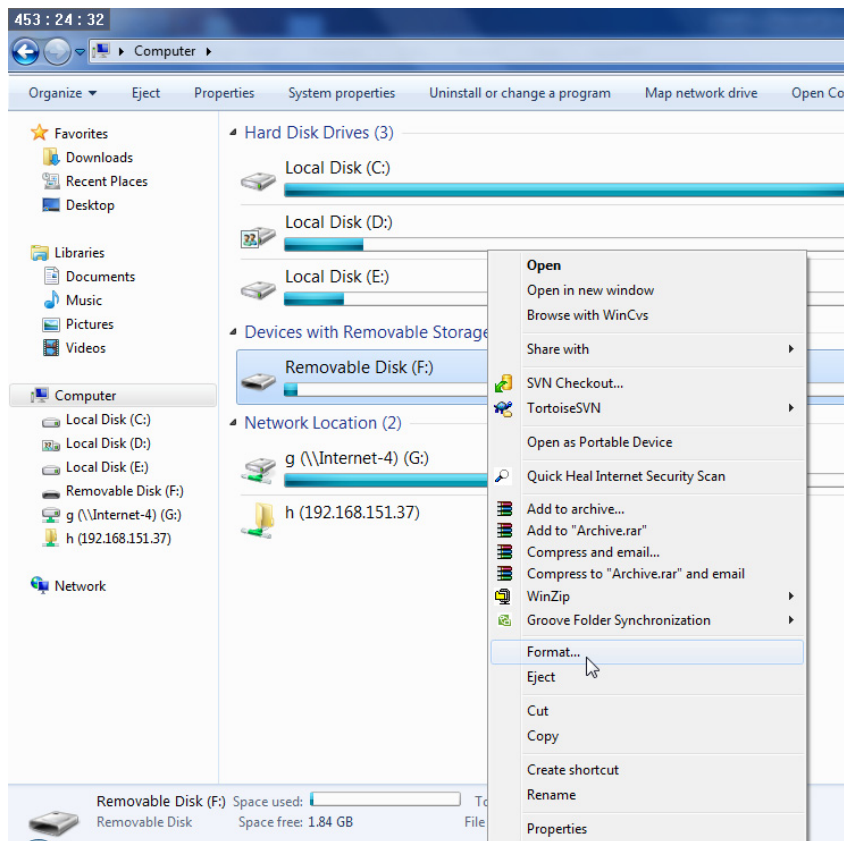 453 : 24 : 32
Computer
Organize Eject Properties System properties Uninstall or change a program Map network drive Open Co
Favorites
Downloads
Recent Places
Desktop
Libraries
Documents
Music
Pictures
Videos
Computer
Local Disk (C:)
Local Disk (D:)
Local Disk (E:)
Removable Disk (F:)
g (\\Internet-4) (G:)
h (192.168.151.37)
Network
Hard Disk Drives (3)
Local Disk (C:)
Local Disk (D:)
Local Disk (E:)
Devices with Removable Storage
Removable Disk (F:)
Network Location (2)
g (\\Internet-4) (G:)
h (192.168.151.37)
Open
Open in new window
Browse with WinCvs
Share with
SVN Checkout...
TortoiseSVN
Open as Portable Device
Quick Heal Internet Security Scan
Add to archive...
Add to "Archive.rar"
Compress and email...
Compress to "Archive.rar" and email
WinZip
Groove Folder Synchronization
Format...
Eject
Cut
Copy
Create shortcut
Rename
Properties
Removable Disk (F:) Space used: To
Removable Disk Space free: 1.84 GB File